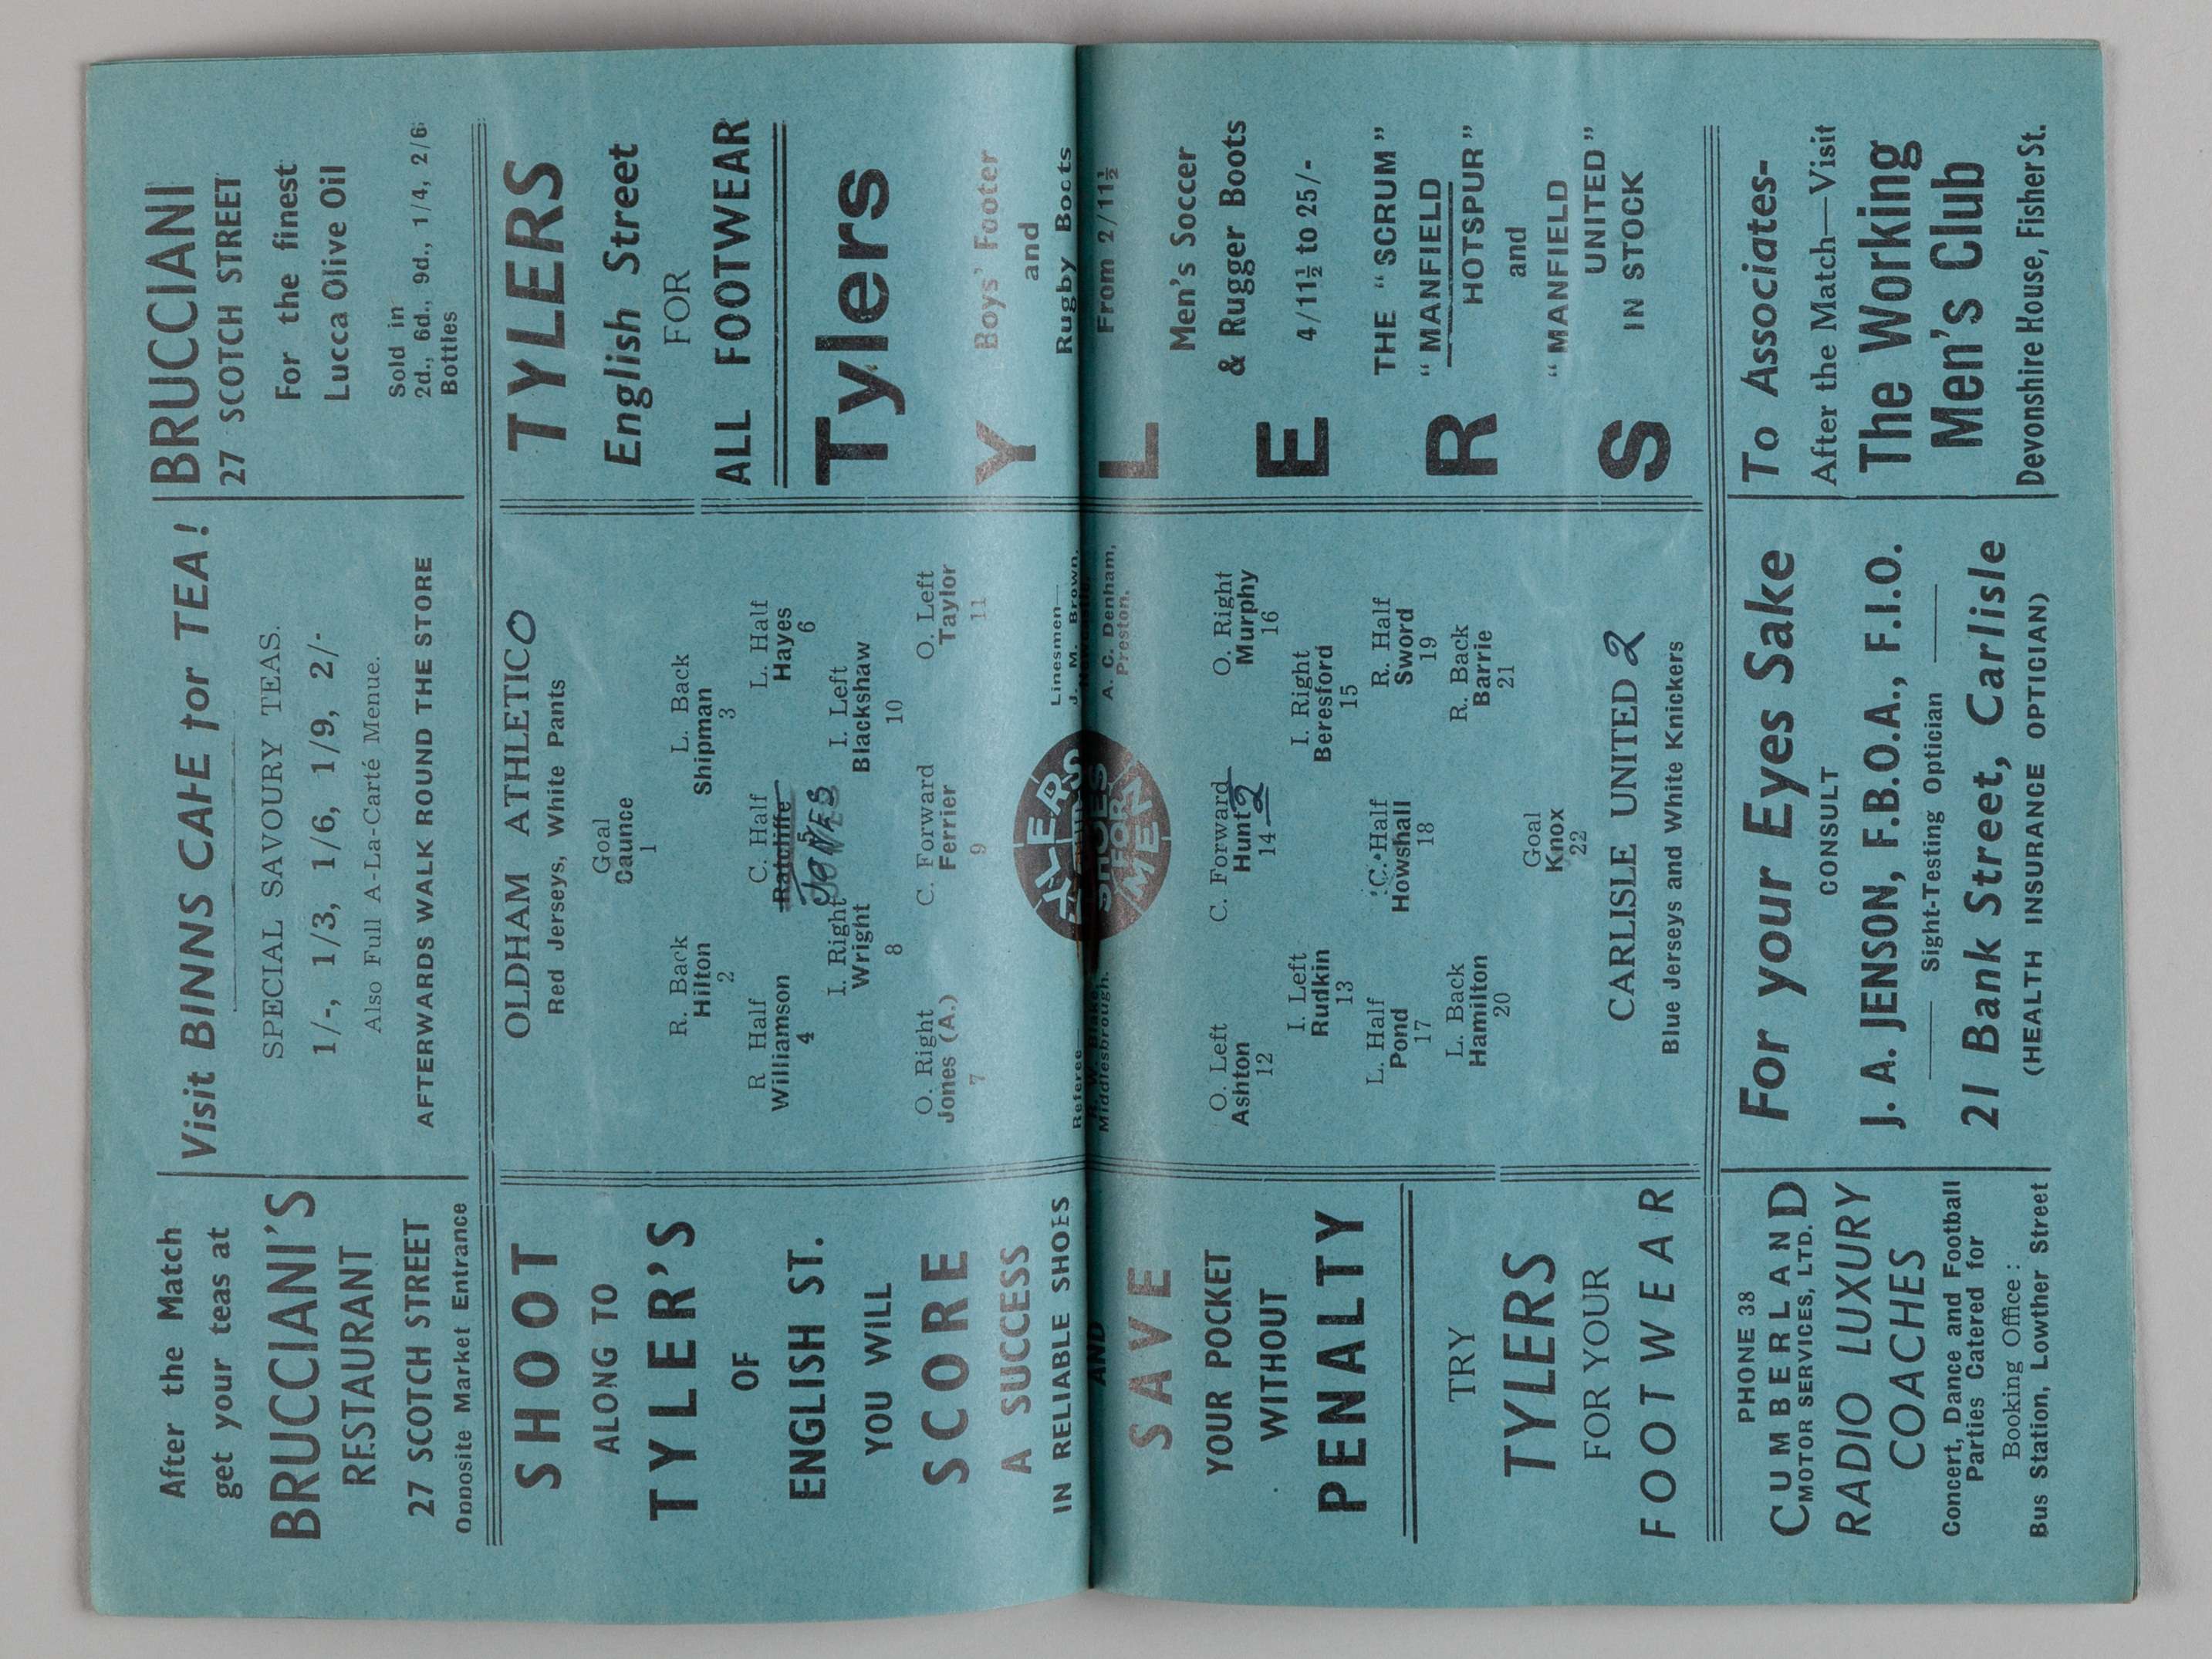 After the Match
get your teas at
BRUCCIANI'S
RESTAURANT
27 SCOTCH STREET
Opposite Market Entrance
Visit BINNS CAFE for TEA!
SPECIAL SAVOURY TEAS.
1/-, 1/3, 1/6, 1/9, 2/-
Also Full A-La-Carté Menue.
AFTERWARDS WALK ROUND THE STORE
BRUCCIANI
27 SCOTCH STREET
For the finest
Lucca Olive Oil
Sold in
2d., 6d., 9d., 1/4, 2/6
Bottles
SHOOT
ALONG TO
TYLER'S
OF
ENGLISH ST.
YOU WILL
SCORE
A SUCCESS
IN RELIABLE SHOES
AND
SAVE
YOUR POCKET
WITHOUT
PENALTY
TRY
TYLERS
FOR YOUR
FOOTWEAR
OLDHAM ATHLETIC 0
Red Jerseys, White Pants
Goal
Caunce
1
R. Back L. Back
Hilton Shipman
2 3
R Half C. Half L. Half
Williamson Ratcliffe Hayes
4 5 6
JONES
I. Right I. Left
Wright Blackshaw
8 10
O. Right C. Forward O. Left
Jones (A.) Ferrier Taylor
7 9 11
Referee— Linesmen—
J. M. Brown,
Middlesbrough. A. C. Denham,
Preston.
SHOES
FOR
MEN
O. Left C. Forward O. Right
Ashton Hunt 2 Murphy
12 14 16
I. Left I. Right
Rudkin Beresford
13 15
L. Half C. Half R. Half
Pond Howshall Sword
17 18 19
L. Back R. Back
Hamilton Barrie
20 21
Goal
Knox
22
CARLISLE UNITED 2
Blue Jerseys and White Knickers
TYLERS
English Street
FOR
ALL FOOTWEAR
Tylers
Y Boys' Footer
and
Rugby Boots
L From 2/11½
Men's Soccer
& Rugger Boots
E 4/11½ to 25/-
THE "SCRUM"
R "MANFIELD
HOTSPUR"
and
"MANFIELD
UNITED"
S IN STOCK
PHONE 38
CUMBERLAND
MOTOR SERVICES, LTD.
RADIO LUXURY
COACHES
Concert, Dance and Football
Parties Catered for
Booking Office:
Bus Station, Lowther Street
For your Eyes Sake
CONSULT
J. A. JENSON, F.B.O.A., F.I.O.
Sight-Testing Optician
21 Bank Street, Carlisle
(HEALTH INSURANCE OPTICIAN)
To Associates-
After the Match—Visit
The Working
Men's Club
Devonshire House, Fisher St.